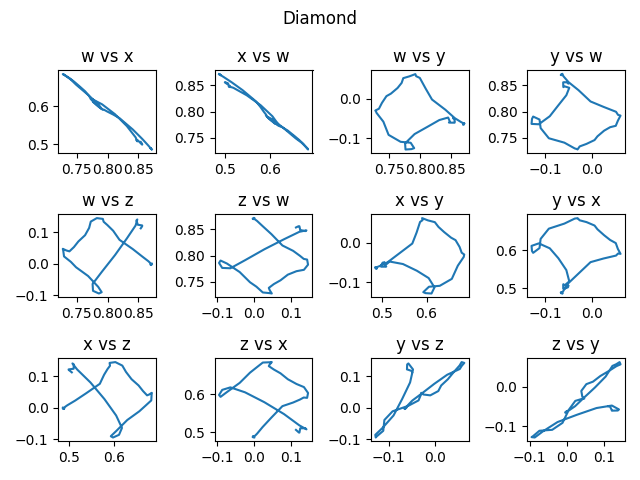 Diamond
w vs x
x vs w
w vs y
y vs w
0.6
0.5
0.75 0.80 0.85
0.85
0.80
0.75
0.5 0.6
0.0
−0.1
0.75 0.80 0.85
0.85
0.80
0.75
−0.1 0.0
w vs z
z vs w
x vs y
y vs x
0.1
0.0
−0.1
0.75 0.80 0.85
0.85
0.80
0.75
−0.1 0.0 0.1
0.0
−0.1
0.5 0.6
0.6
0.5
−0.1 0.0
x vs z
z vs x
y vs z
z vs y
0.1
0.0
−0.1
0.5 0.6
0.6
0.5
−0.1 0.0 0.1
0.1
0.0
−0.1
−0.1 0.0
0.0
−0.1
−0.1 0.0 0.1